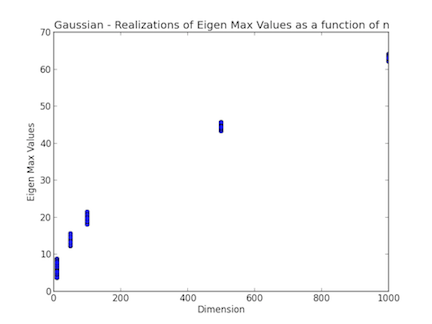 Gaussian - Realizations of Eigen Max Values as a function of n
70
60
50
40
30
20
10
0
Eigen Max Values
0 200 400 600 800 1000
Dimension